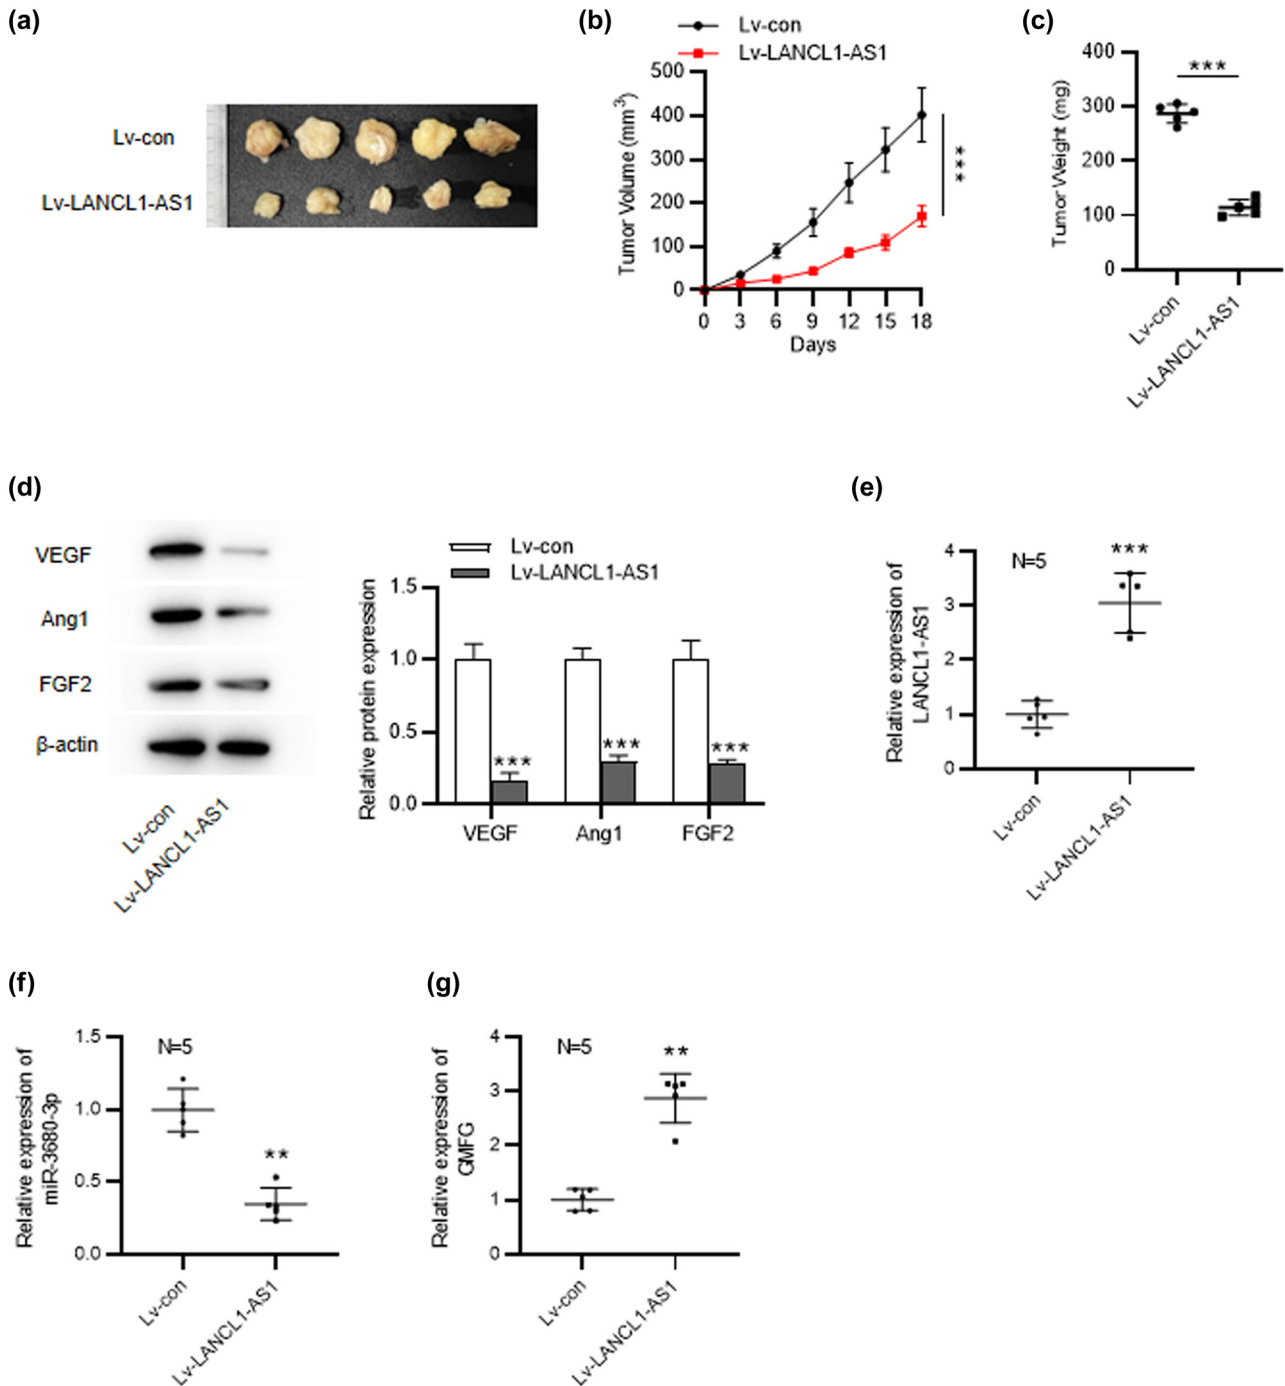 (a)
Lv-con
Lv-LANCL1-AS1
(b)
Lv-con
Lv-LANCL1-AS1
Tumor Volume (mm³)
500
400
300
200
100
0
0 3 6 9 12 15 18
Days
***
(c)
Tumor Weight (mg)
400
300
200
100
0
***
Lv-con
Lv-LANCL1-AS1
(d)
VEGF
Ang1
FGF2
β-actin
Lv-con
Lv-LANCL1-AS1
Lv-con
Lv-LANCL1-AS1
Relative protein expression
1.5
1.0
0.5
0.0
*** *** ***
VEGF Ang1 FGF2
(e)
Relative expression of
LANCL1-AS1
4
3
2
1
0
N=5
***
Lv-con
Lv-LANCL1-AS1
(f)
Relative expression of
miR-3680-3p
1.5
1.0
0.5
0.0
N=5
**
Lv-con
Lv-LANCL1-AS1
(g)
Relative expression of
GMFG
4
3
2
1
0
N=5
**
Lv-con
Lv-LANCL1-AS1